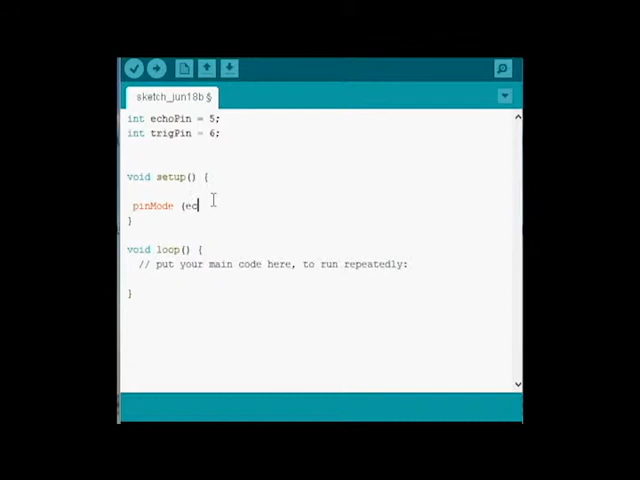 sketch_jun18b §
int echoPin = 5;
int trigPin = 6;
void setup() {
pinMode (ec
}
void loop() {
// put your main code here, to run repeatedly:
}